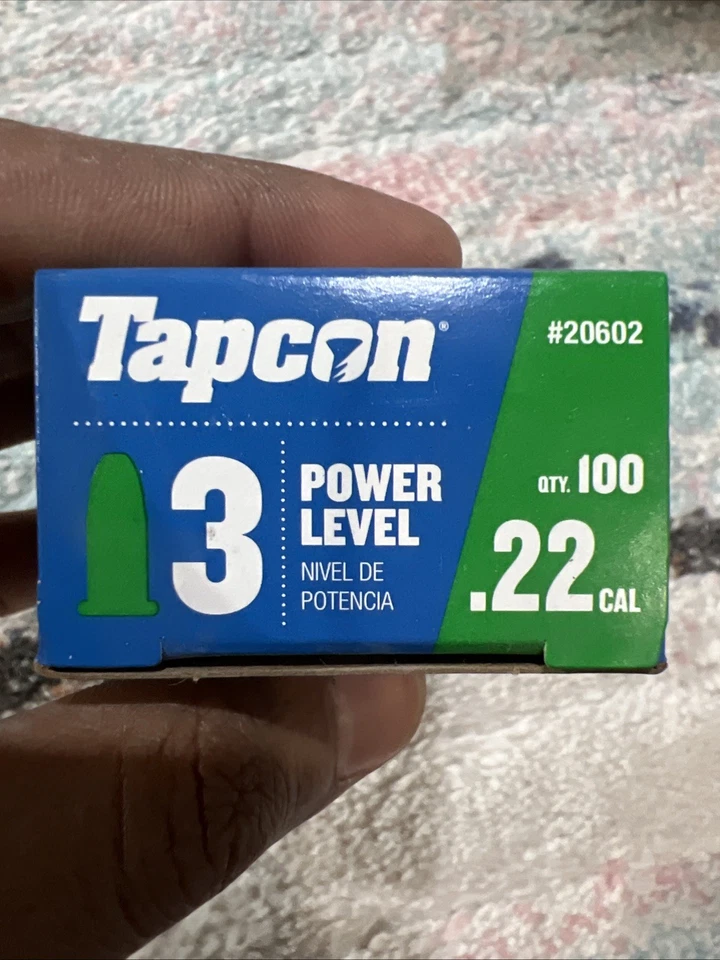 Tapcon®
#20602
3
POWER
LEVEL
NIVEL DE
POTENCIA
QTY. 100
.22 CAL